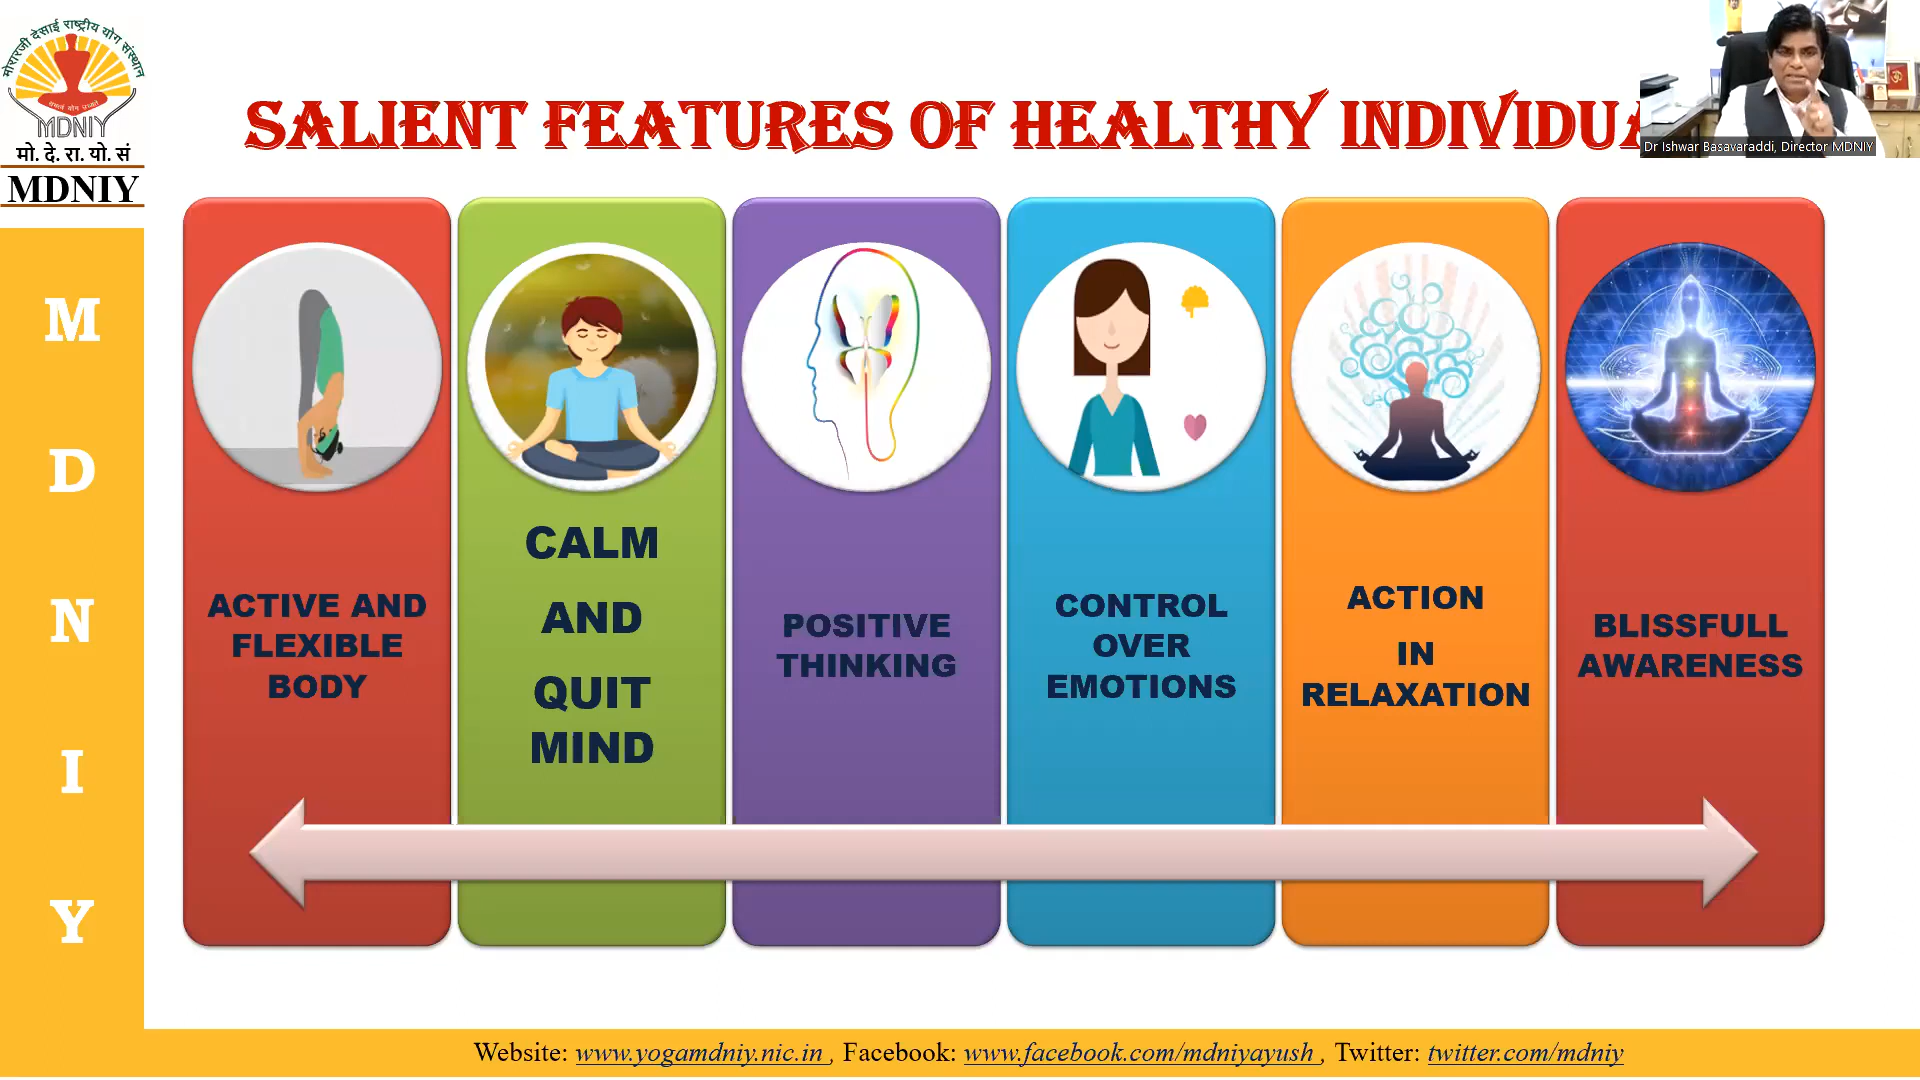 मोरारजी देसाई राष्ट्रीय योग संस्थान
MDNIY
मो. दे. रा. यो. सं
MDNIY
SALIENT FEATURES OF HEALTHY INDIVIDUA
Dr Ishwar Basavaraddi, Director MDNIY
M
D
N
I
Y
ACTIVE AND
FLEXIBLE
BODY
CALM
AND
QUIT
MIND
POSITIVE
THINKING
CONTROL
OVER
EMOTIONS
ACTION
IN
RELAXATION
BLISSFULL
AWARENESS
Website: www.yogamdniy.nic.in , Facebook: www.facebook.com/mdniyayush , Twitter: twitter.com/mdniy